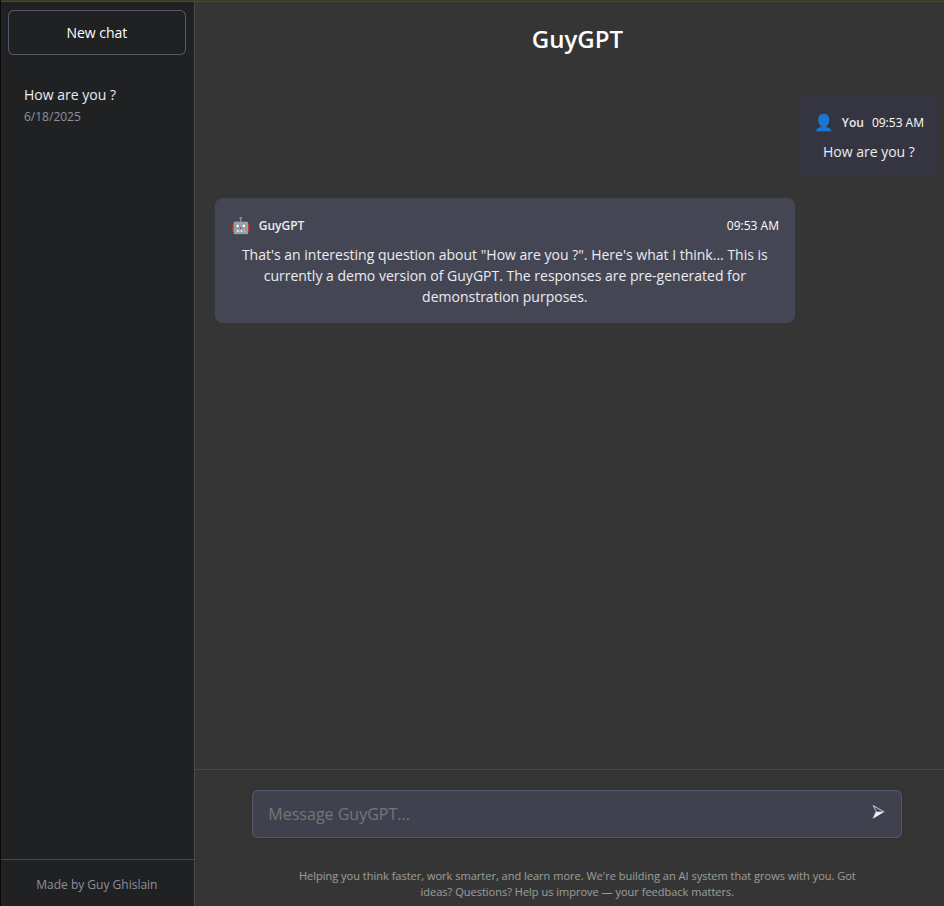 New chat
How are you ?
6/18/2025
Made by Guy Ghislain
GuyGPT
You 09:53 AM
How are you ?
GuyGPT 09:53 AM
That's an interesting question about "How are you ?". Here's what I think... This is
currently a demo version of GuyGPT. The responses are pre-generated for
demonstration purposes.
Message GuyGPT...
Helping you think faster, work smarter, and learn more. We're building an AI system that grows with you. Got
ideas? Questions? Help us improve — your feedback matters.